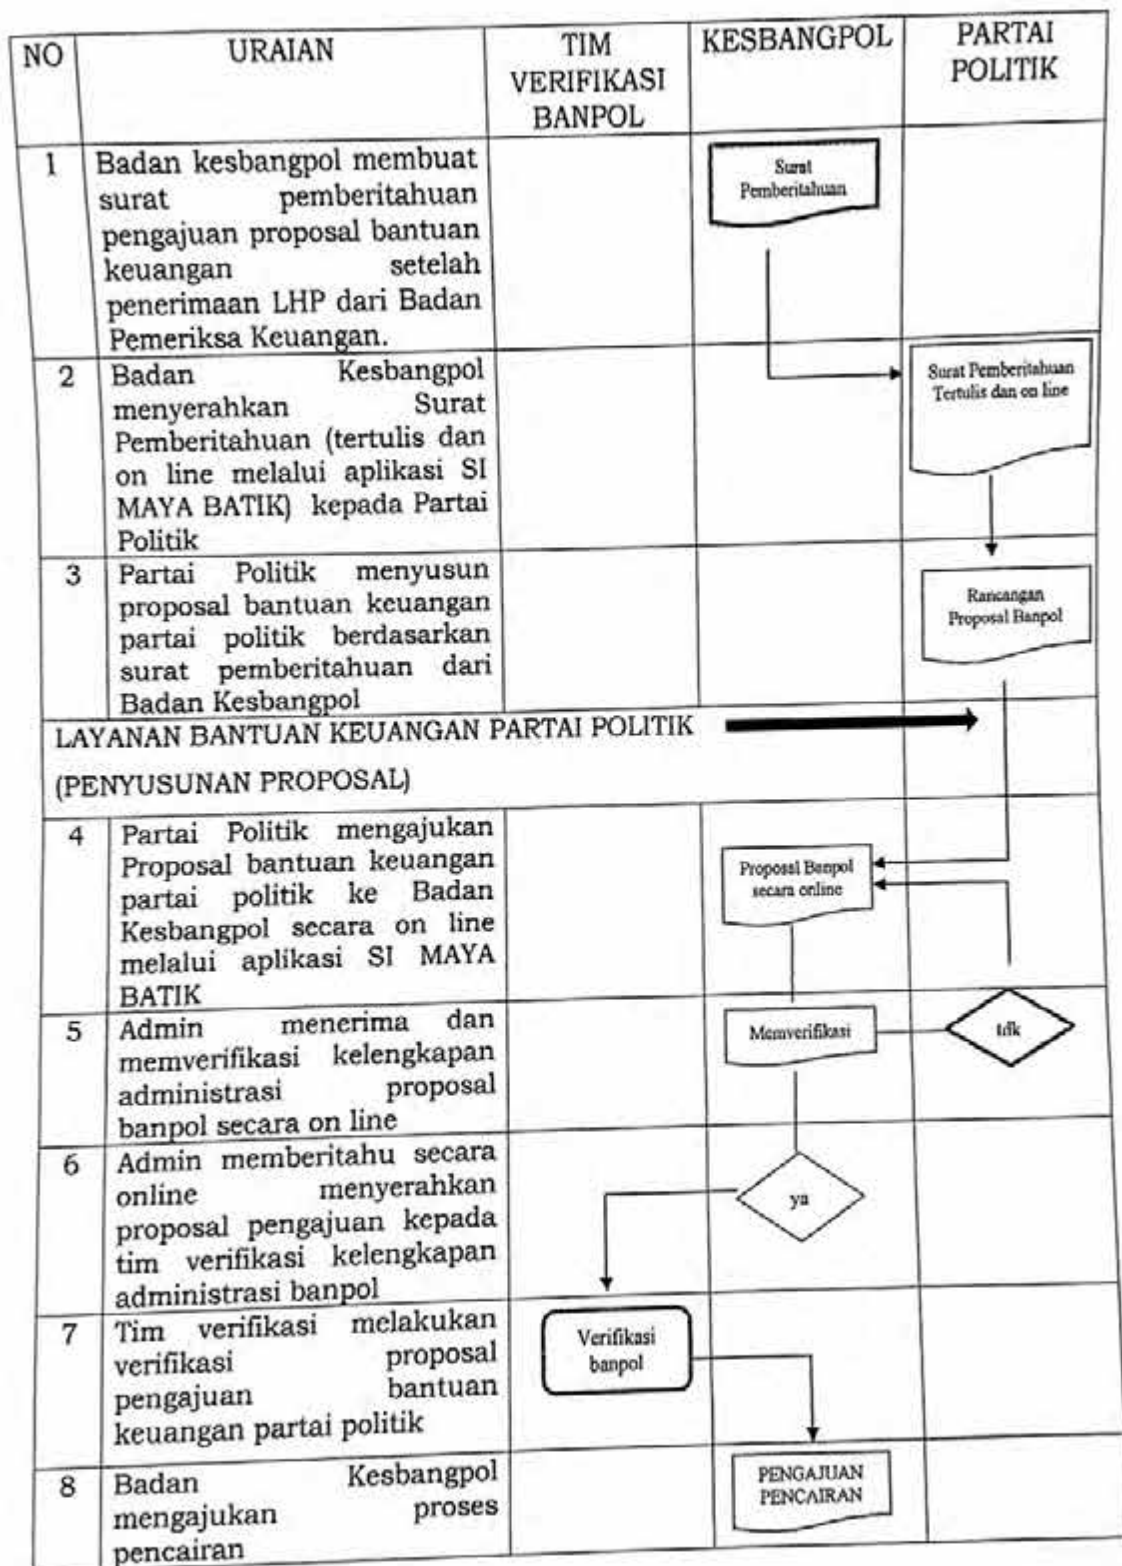 NO
URAIAN
TIM
VERIFIKASI
BANPOL
KESBANGPOL
PARTAI
POLITIK
1
Badan kesbangpol membuat
surat pemberitahuan
pengajuan proposal bantuan
keuangan setelah
penerimaan LHP dari Badan
Pemeriksa Keuangan.
Surat
Pemberitahuan
2
Badan Kesbangpol
menyerahkan Surat
Pemberitahuan (tertulis dan
on line melalui aplikasi SI
MAYA BATIK) kepada Partai
Politik
Surat Pemberitahuan
Tertulis dan on line
3
Partai Politik menyusun
proposal bantuan keuangan
partai politik berdasarkan
surat pemberitahuan dari
Badan Kesbangpol
Rancangan
Proposal Banpol
LAYANAN BANTUAN KEUANGAN PARTAI POLITIK
(PENYUSUNAN PROPOSAL)
4
Partai Politik mengajukan
Proposal bantuan keuangan
partai politik ke Badan
Kesbangpol secara on line
melalui aplikasi SI MAYA
BATIK
Proposal Banpol
secara online
5
Admin menerima dan
memverifikasi kelengkapan
administrasi proposal
banpol secara on line
Memverifikasi
tdk
6
Admin memberitahu secara
online menyerahkan
proposal pengajuan kepada
tim verifikasi kelengkapan
administrasi banpol
ya
7
Tim verifikasi melakukan
verifikasi proposal
pengajuan bantuan
keuangan partai politik
Verifikasi
banpol
8
Badan Kesbangpol
mengajukan proses
pencairan
PENGAJUAN
PENCAIRAN